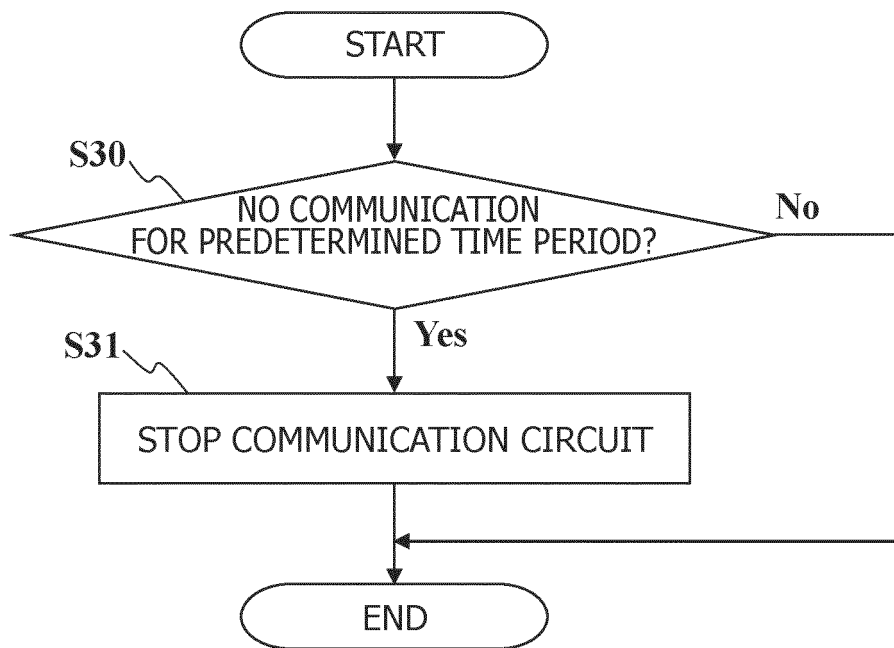 START
S30
NO COMMUNICATION
FOR PREDETERMINED TIME PERIOD?
No
Yes
S31
STOP COMMUNICATION CIRCUIT
END